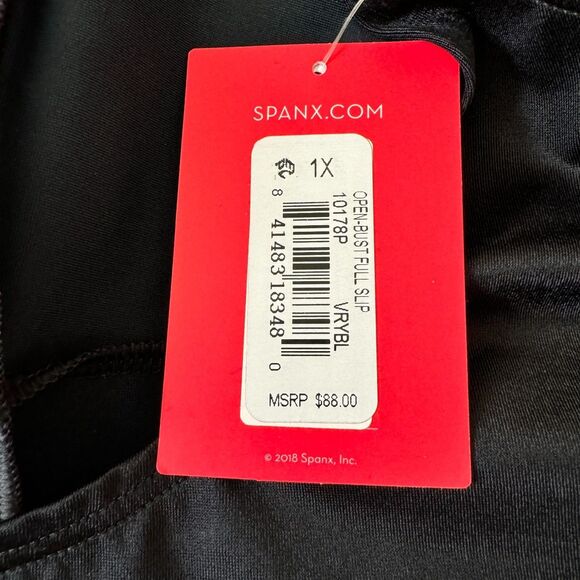 SPANX.COM
1X
OPEN-BUST FULL SLIP
10178P VRYBL
8 41483 18348 0
MSRP $88.00
© 2018 Spanx, Inc.